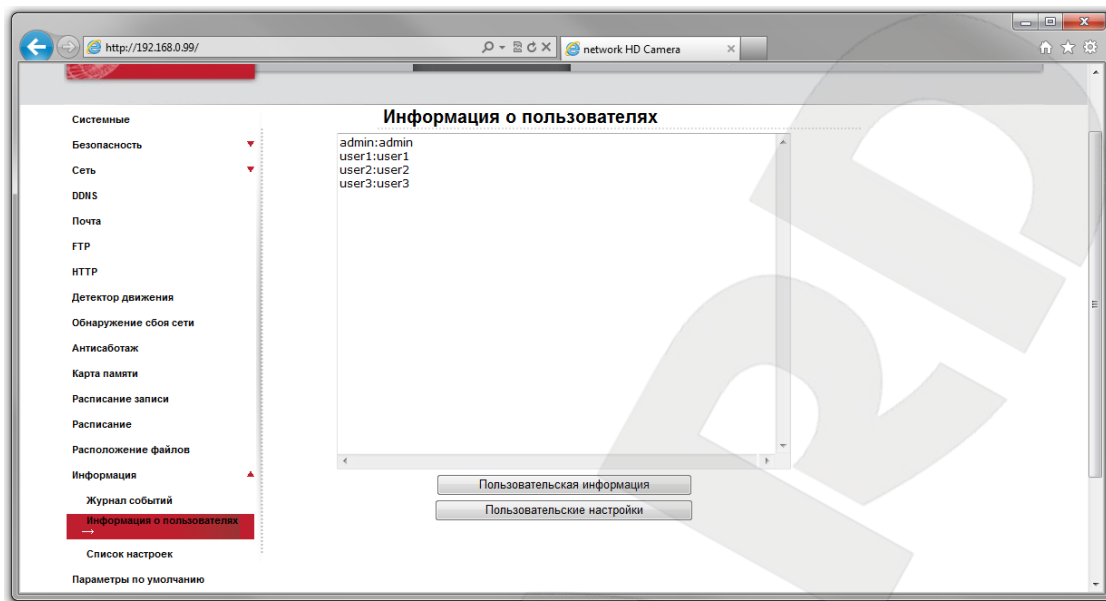 http://192.168.0.99/
network HD Camera
Системные
Безопасность
Сеть
DDNS
Почта
FTP
HTTP
Детектор движения
Обнаружение сбоя сети
Антисаботаж
Карта памяти
Расписание записи
Расписание
Расположение файлов
Информация
Журнал событий
Информация о пользователях
→
Список настроек
Параметры по умолчанию
Информация о пользователях
admin:admin
user1:user1
user2:user2
user3:user3
Пользовательская информация
Пользовательские настройки